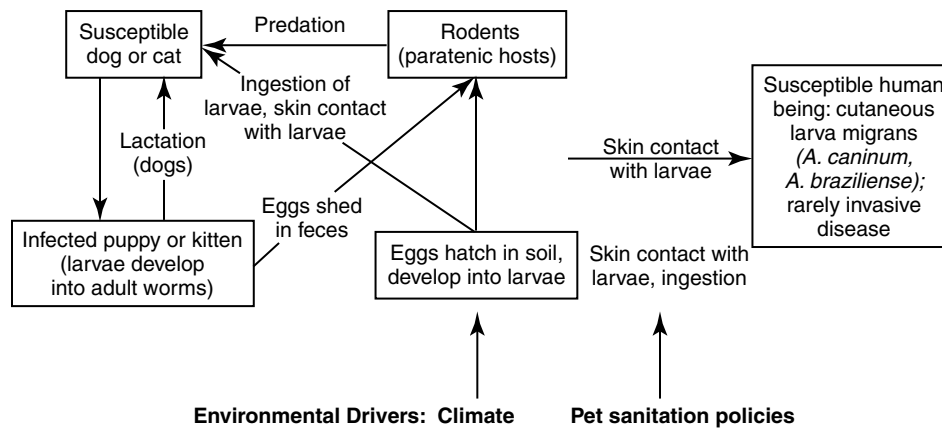 Susceptible
dog or cat
Predation
Rodents
(paratenic hosts)
Ingestion of
larvae, skin contact
with larvae
Lactation
(dogs)
Eggs shed
in feces
Infected puppy or kitten
(larvae develop
into adult worms)
Eggs hatch in soil,
develop into larvae
Skin contact
with larvae
Skin contact with
larvae, ingestion
Susceptible human
being: cutaneous
larva migrans
(A. caninum,
A. braziliense);
rarely invasive
disease
Environmental Drivers: Climate
Pet sanitation policies